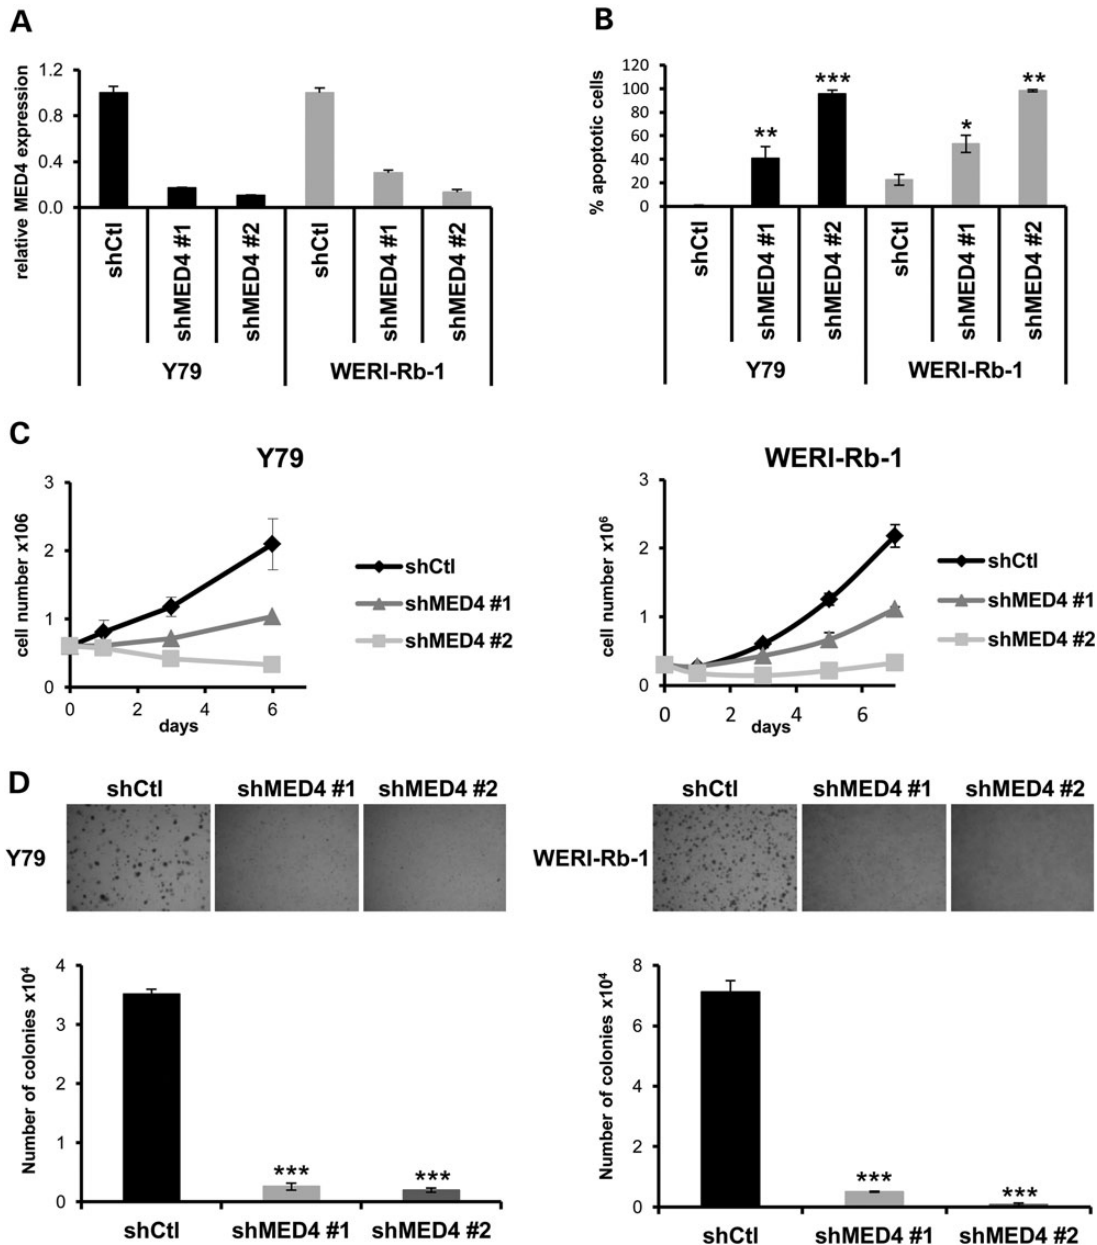 A
relative MED4 expression
1.2
0.8
0.4
0.0
shCtl
shMED4 #1
shMED4 #2
shCtl
shMED4 #1
shMED4 #2
Y79
WERI-Rb-1
B
% apoptotic cells
120
100
80
60
40
20
0
**
***
*
**
shCtl
shMED4 #1
shMED4 #2
shCtl
shMED4 #1
shMED4 #2
Y79
WERI-Rb-1
C
Y79
cell number x106
3
2
1
0
0 2 4 6
days
shCtl
shMED4 #1
shMED4 #2
WERI-Rb-1
cell number x10⁶
3
2
1
0
0 2 4 6
days
shCtl
shMED4 #1
shMED4 #2
D
shCtl shMED4 #1 shMED4 #2
Y79
Number of colonies x10⁴
4
3
2
1
0
***
***
shCtl shMED4 #1 shMED4 #2
shCtl shMED4 #1 shMED4 #2
WERI-Rb-1
Number of colonies x10⁴
8
6
4
2
0
***
***
shCtl shMED4 #1 shMED4 #2